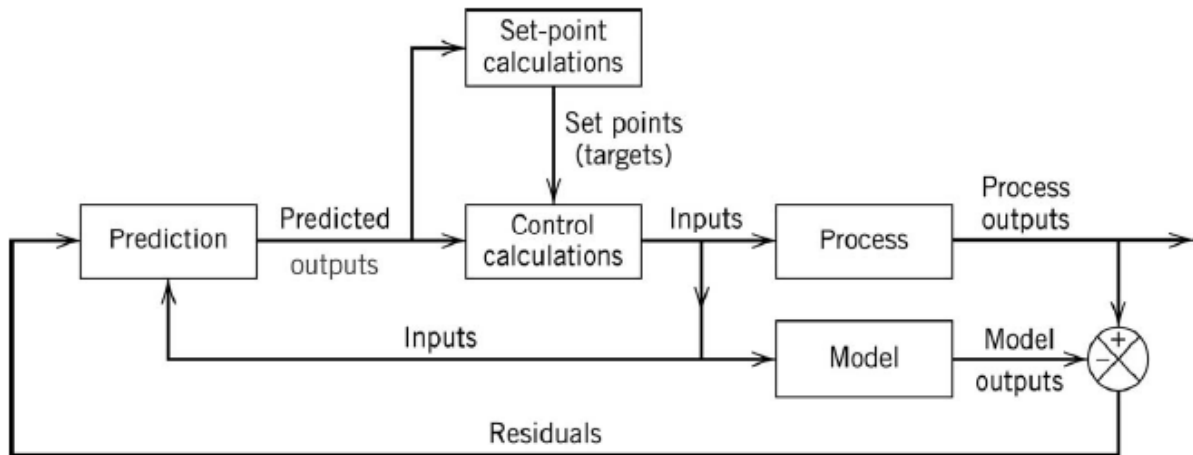 Set-point
calculations
Set points
(targets)
Prediction
Predicted
outputs
Control
calculations
Inputs
Process
Process
outputs
Inputs
Model
Model
outputs
+
−
Residuals